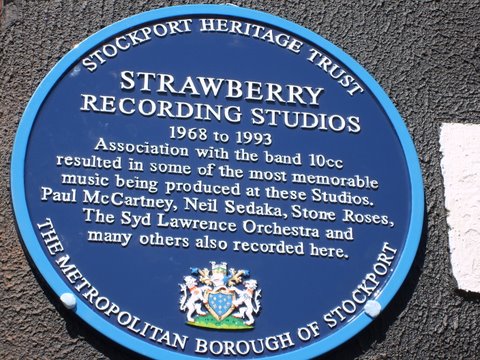 STOCKPORT HERITAGE TRUST
STRAWBERRY
RECORDING STUDIOS
1968 to 1993
Association with the band 10cc
resulted in some of the most memorable
music being produced at these Studios.
Paul McCartney, Neil Sedaka, Stone Roses,
The Syd Lawrence Orchestra and
many others also recorded here.
THE METROPOLITAN BOROUGH OF STOCKPORT